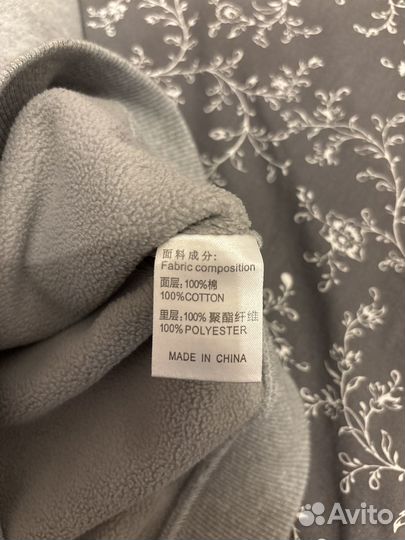 面料成分:
Fabric composition
面层:100%棉
100%COTTON
里层:100% 聚酯纤维
100%POLYESTER
MADE IN CHINA
Avito